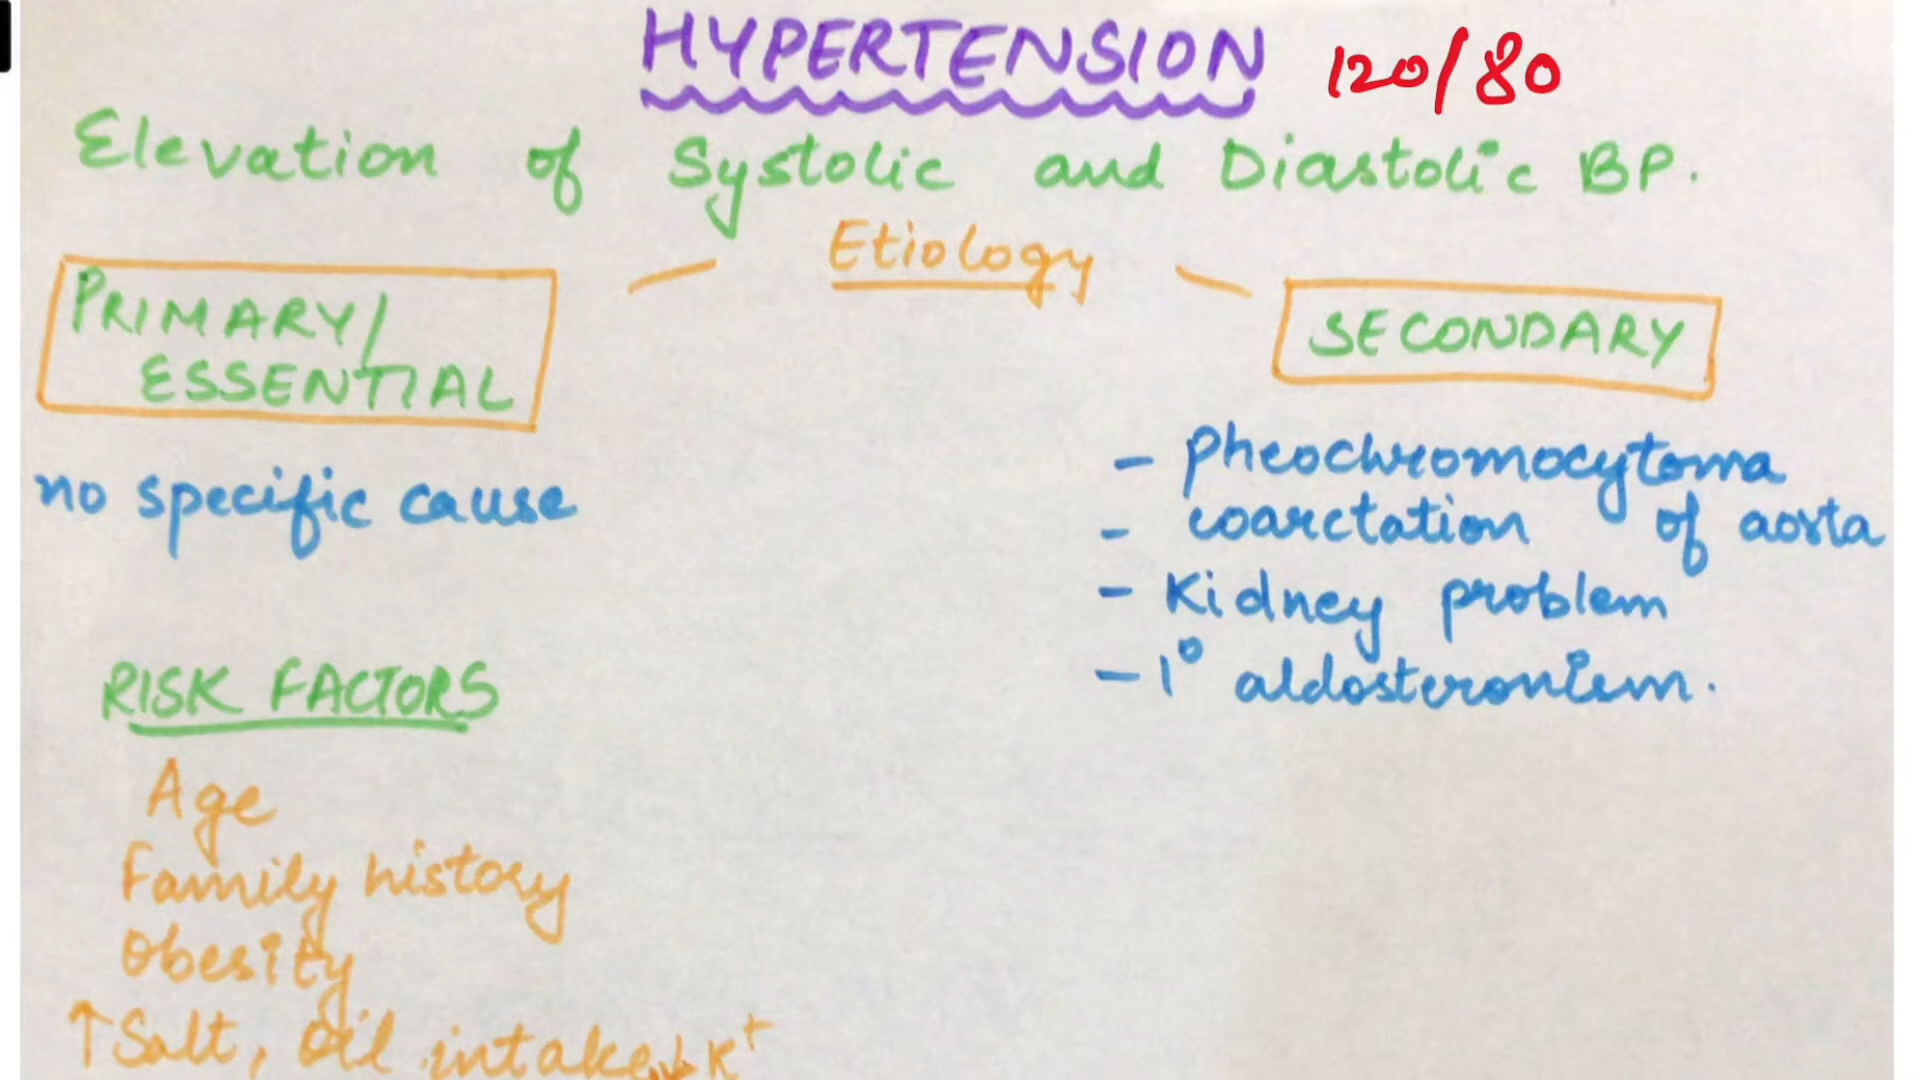 HYPERTENSION 120/80
Elevation of Systolic and Diastolic BP.
Etiology
PRIMARY/
ESSENTIAL
no specific cause
SECONDARY
- Pheochromocytoma
- coarctation of aorta
- Kidney problem
- 1° aldosteronism.
RISK FACTORS
Age
Family history
Obesity
↑ Salt, Oil intake, ↓ K+